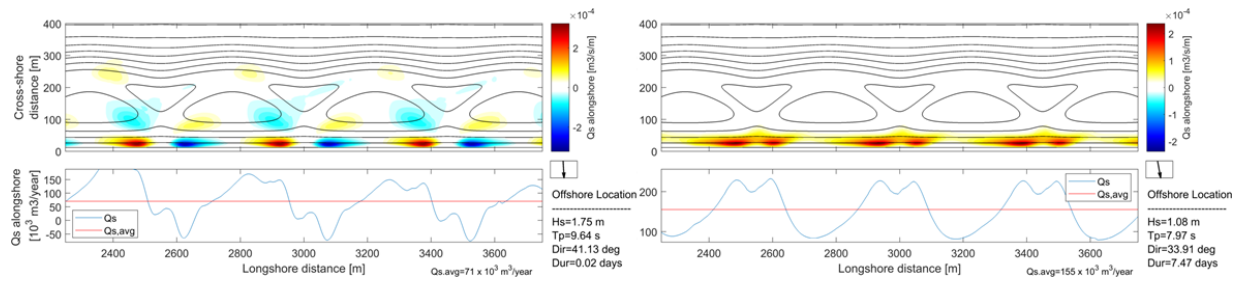 ×10⁻⁴
400
300
200
100
0
Cross-shore
distance [m]
2
0
-2
Qs alongshore [m3/s/m]
150
100
50
0
-50
Qs alongshore
[10³ m3/year]
Qs
Qs,avg
2400 2600 2800 3000 3200 3400 3600
Longshore distance [m]
Qs.avg=71 x 10³ m³/year
Offshore Location
--------------------
Hs=1.75 m
Tp=9.64 s
Dir=41.13 deg
Dur=0.02 days
×10⁻⁴
400
300
200
100
0
2
0
-2
Qs alongshore [m3/s/m]
200
100
Qs
Qs,avg
2400 2600 2800 3000 3200 3400 3600
Longshore distance [m]
Qs.avg=155 x 10³ m³/year
Offshore Location
--------------------
Hs=1.08 m
Tp=7.97 s
Dir=33.91 deg
Dur=7.47 days